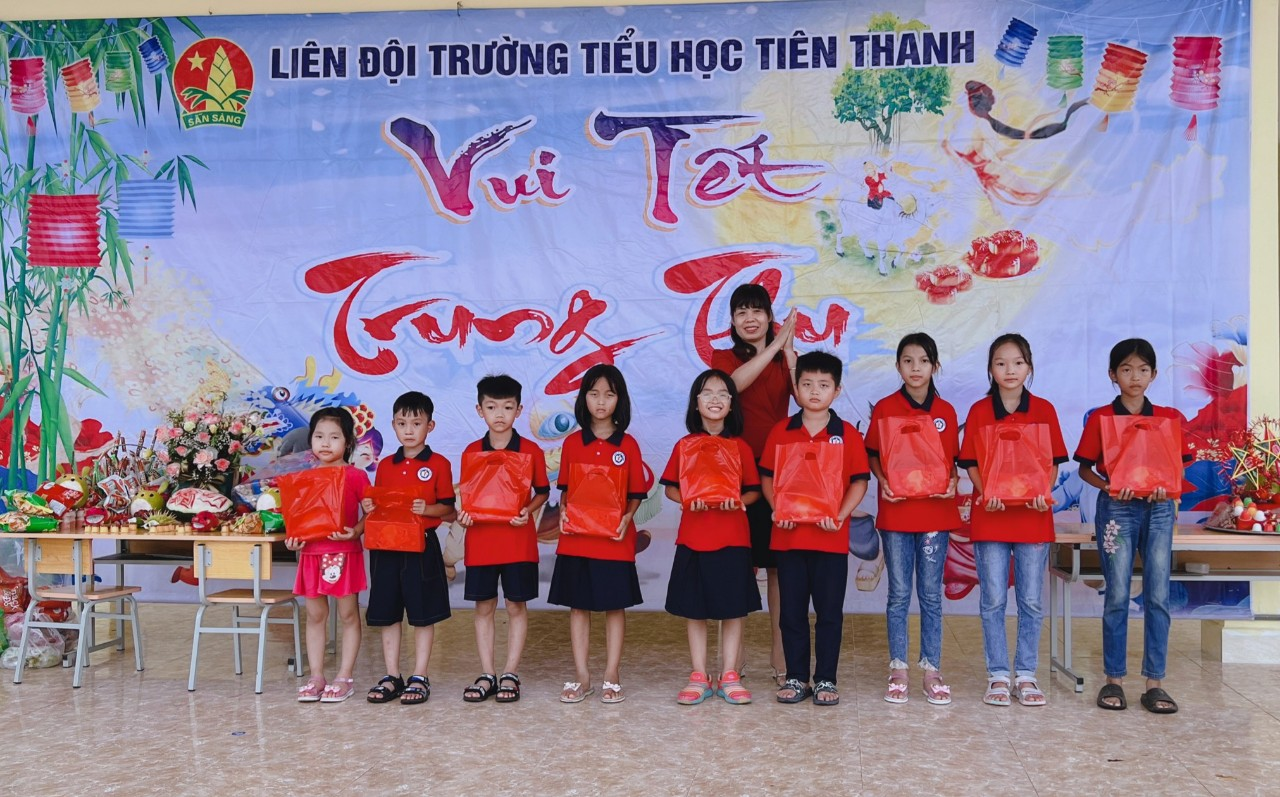 LIÊN ĐỘI TRƯỜNG TIỂU HỌC TIÊN THANH
SẴN SÀNG
Vui Tết
Trung Thu